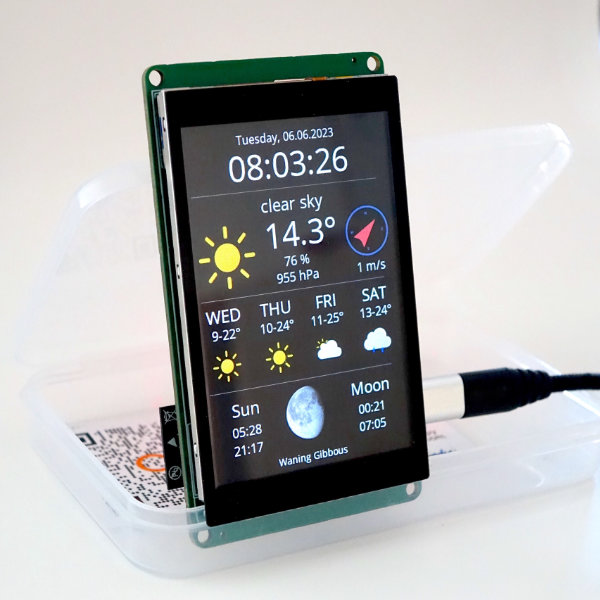 Tuesday, 06.06.2023
08:03:26
clear sky
14.3°
76 %
955 hPa
1 m/s
WED THU FRI SAT
9-22° 10-24° 11-25° 13-24°
Sun
05:28
21:17
Moon
00:21
07:05
Waning Gibbous